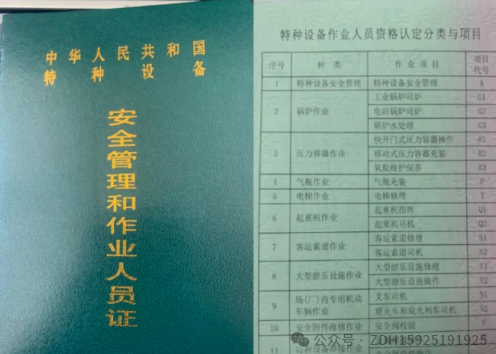 中华人民共和国
特种设备
安全管理和作业人员证
特种设备作业人员资格认定分类与项目
序号 种类 作业项目 项目代号
1 特种设备安全管理 特种设备安全管理 A
2 锅炉作业 工业锅炉司炉 G1
电站锅炉司炉 G2
锅炉水处理 G3
3 压力容器作业 快开门式压力容器操作 R1
移动式压力容器充装 R2
氧舱维护保养 R3
4 气瓶作业 气瓶充装 P
5 电梯作业 电梯修理 T
6 起重机作业 起重机指挥 Q1
起重机司机 Q2
7 客运索道作业 客运索道修理 S1
客运索道司机 S2
8 大型游乐设施作业 大型游乐设施修理 Y1
大型游乐设施操作 Y2
9 场(厂)内专用机动车辆作业 叉车司机 N1
观光车和观光列车司机 N2
10 安全附件维修作业 安全阀校验 F
11
公众号·ZDH15925191925